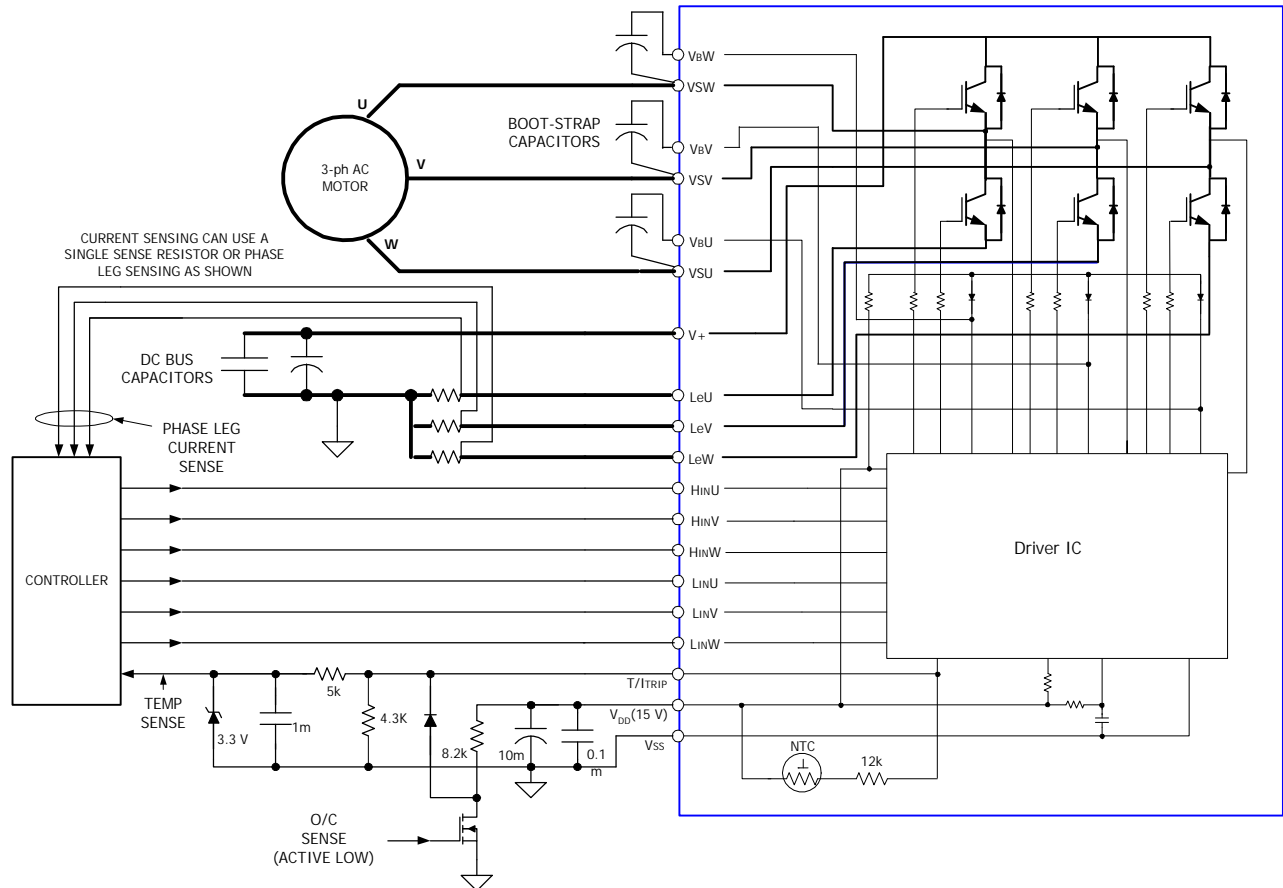 VBW
U
VSW
BOOT-STRAP
CAPACITORS
VBV
3-ph AC
MOTOR
V
VSV
VBU
W
CURRENT SENSING CAN USE A
SINGLE SENSE RESISTOR OR PHASE
LEG SENSING AS SHOWN
VSU
V+
DC BUS
CAPACITORS
LeU
PHASE LEG
CURRENT
SENSE
LeV
LeW
HINU
HINV
HINW
Driver IC
CONTROLLER
LINU
LINV
LINW
T/ITRIP
TEMP
SENSE
5k
3.3 V
1m
4.3K
8.2k
10m
0.1
m
VDD(15 V)
VSS
NTC
12k
O/C
SENSE
(ACTIVE LOW)